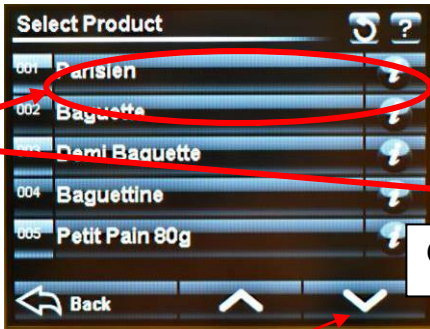 Select Product ?
001 Parisien i
002 Baguette i
003 Demi Baguette i
004 Baguettine i
005 Petit Pain 80g i
Back